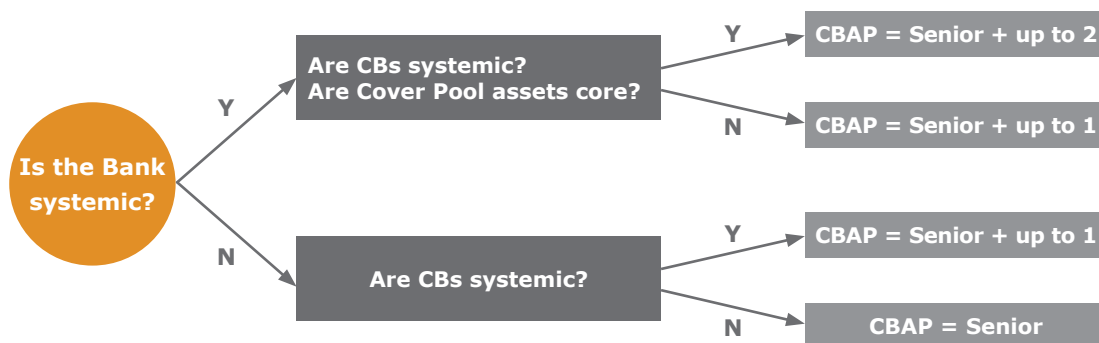 Is the Bank
systemic?
Y
Are CBs systemic?
Are Cover Pool assets core?
Y
CBAP = Senior + up to 2
N
CBAP = Senior + up to 1
N
Are CBs systemic?
Y
CBAP = Senior + up to 1
N
CBAP = Senior